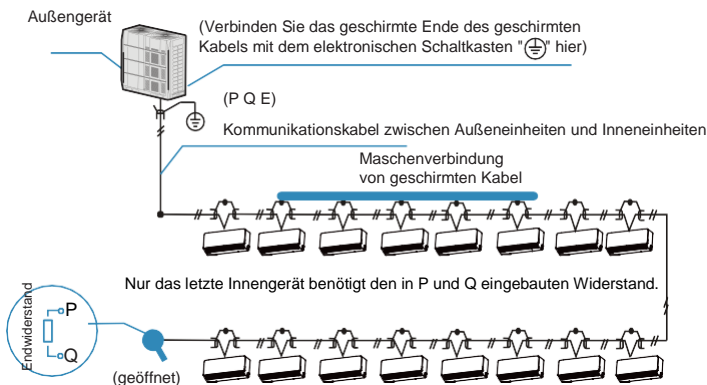 Außengerät
(Verbinden Sie das geschirmte Ende des geschirmten
Kabels mit dem elektronischen Schaltkasten "⏚" hier)
(P Q E)
Kommunikationskabel zwischen Außeneinheiten und Inneneinheiten
Maschenverbindung
von geschirmten Kabel
Nur das letzte Innengerät benötigt den in P und Q eingebauten Widerstand.
Endwiderstand
P
Q
(geöffnet)